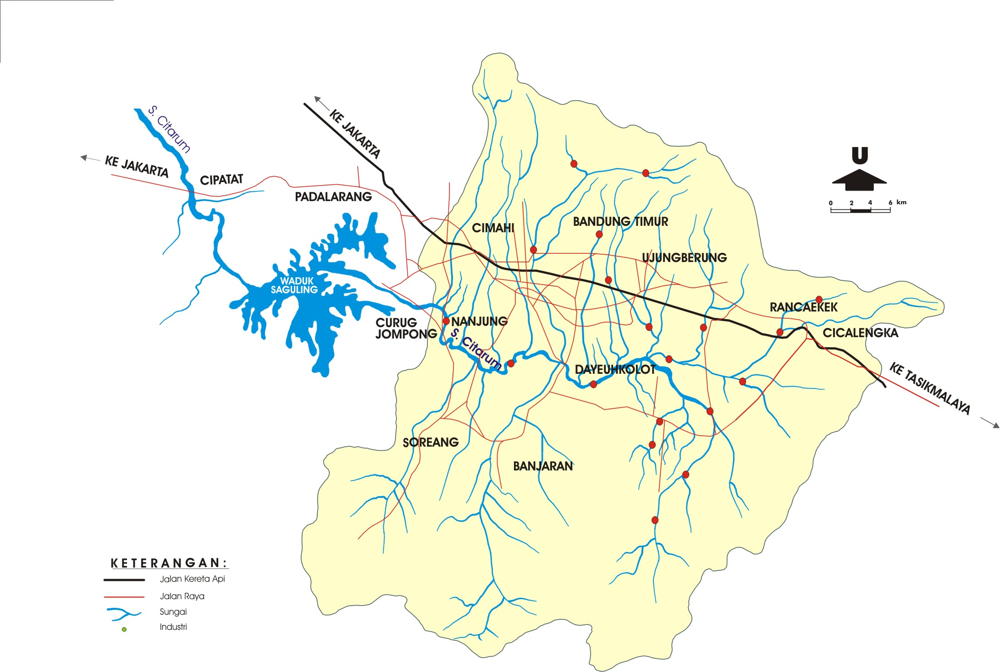 KE JAKARTA
S. Citarum
KE JAKARTA
CIPATAT
PADALARANG
CIMAHI
BANDUNG TIMUR
UJUNGBERUNG
U
0 2 4 6 km
WADUK
SAGULING
RANCAEKEK
CURUG
JOMPONG
NANJUNG
S. Citarum
CICALENGKA
DAYEUHKOLOT
KE TASIKMALAYA
SOREANG
BANJARAN
KETERANGAN:
Jalan Kereta Api
Jalan Raya
Sungai
Industri